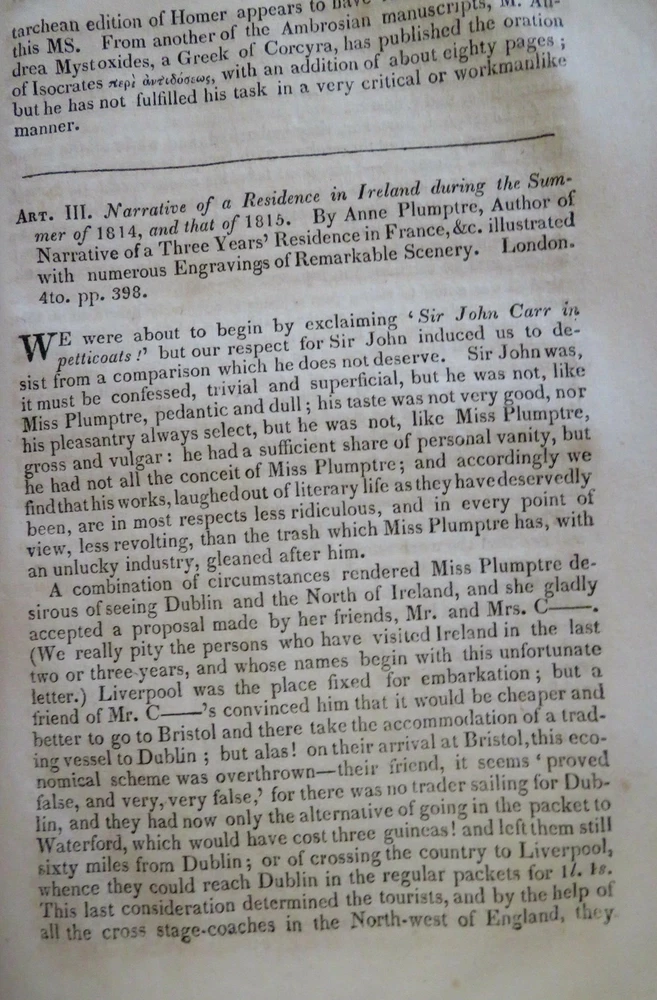 tarchean edition of Homer appears to have
this MS. From another of the Ambrosian manuscripts, M. An-
drea Mystoxides, a Greek of Corcyra, has published the oration
of Isocrates περὶ ἀντιδόσεως, with an addition of about eighty pages;
but he has not fulfilled his task in a very critical or workmanlike
manner.
ART. III. Narrative of a Residence in Ireland during the Sum-
mer of 1814, and that of 1815. By Anne Plumptre, Author of
Narrative of a Three Years' Residence in France, &c. illustrated
with numerous Engravings of Remarkable Scenery. London.
4to. pp. 398.
WE were about to begin by exclaiming ‘Sir John Carr in
petticoats!’ but our respect for Sir John induced us to de-
sist from a comparison which he does not deserve. Sir John was,
it must be confessed, trivial and superficial, but he was not, like
Miss Plumptre, pedantic and dull; his taste was not very good, nor
his pleasantry always select, but he was not, like Miss Plumptre,
gross and vulgar: he had a sufficient share of personal vanity, but
he had not all the conceit of Miss Plumptre; and accordingly we
find that his works, laughed out of literary life as they have deservedly
been, are in most respects less ridiculous, and in every point of
view, less revolting, than the trash which Miss Plumptre has, with
an unlucky industry, gleaned after him.
A combination of circumstances rendered Miss Plumptre de-
sirous of seeing Dublin and the North of Ireland, and she gladly
accepted a proposal made by her friends, Mr. and Mrs. C——.
(We really pity the persons who have visited Ireland in the last
two or three years, and whose names begin with this unfortunate
letter.) Liverpool was the place fixed for embarkation; but a
friend of Mr. C——'s convinced him that it would be cheaper and
better to go to Bristol and there take the accommodation of a trad-
ing vessel to Dublin; but alas! on their arrival at Bristol, this eco-
nomical scheme was overthrown—their friend, it seems ‘proved
false, and very, very false,’ for there was no trader sailing for Dub-
lin, and they had now only the alternative of going in the packet to
Waterford, which would have cost three guineas! and left them still
sixty miles from Dublin; or of crossing the country to Liverpool,
whence they could reach Dublin in the regular packets for 1l. 1s.
This last consideration determined the tourists, and by the help of
all the cross stage-coaches in the North-west of England, they